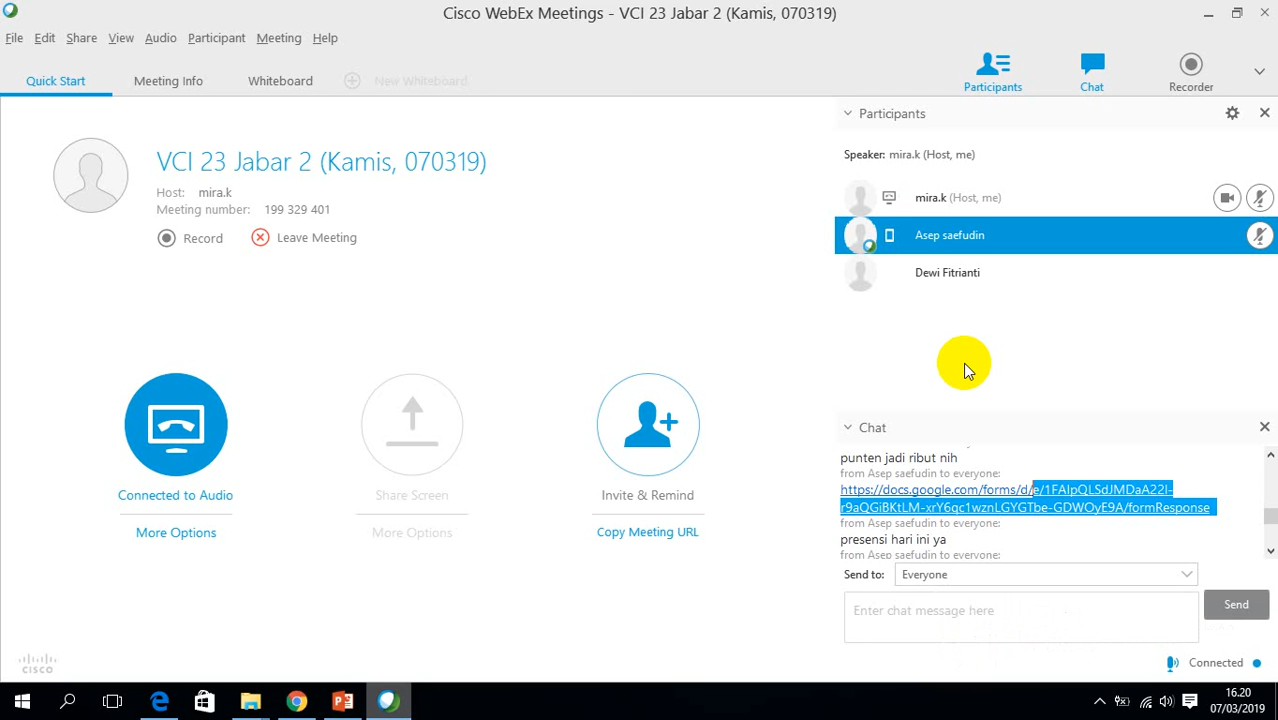 Cisco WebEx Meetings - VCI 23 Jabar 2 (Kamis, 070319)
File Edit Share View Audio Participant Meeting Help
Quick Start Meeting Info Whiteboard New Whiteboard
Participants Chat Recorder
Participants
VCI 23 Jabar 2 (Kamis, 070319)
Host: mira.k
Meeting number: 199 329 401
Record Leave Meeting
Speaker: mira.k (Host, me)
mira.k (Host, me)
Asep saefudin
Dewi Fitrianti
Connected to Audio
More Options
Share Screen
More Options
Invite & Remind
Copy Meeting URL
Chat
punten jadi ribut nih
from Asep saefudin to everyone:
https://docs.google.com/forms/d/e/1FAIpQLSdJMDaA22I-
r9aQGiBKtLM-xrY6qc1wznLGYGTbe-GDWOyE9A/formResponse
from Asep saefudin to everyone:
presensi hari ini ya
from Asep saefudin to everyone:
Send to: Everyone
Enter chat message here
Send
Connected
cisco
16.20
07/03/2019